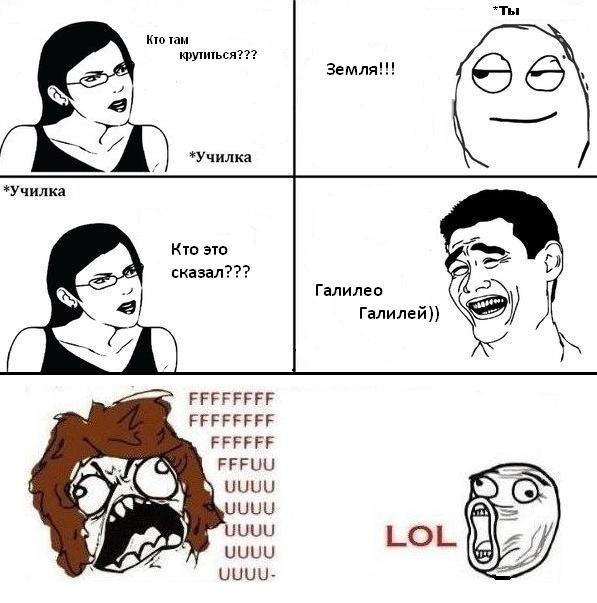 Кто там
крутиться???
*Училка
*Ты
Земля!!!
*Училка
Кто это
сказал???
Галилео
Галилей))
FFFFFFFF
FFFFFFFF
FFFFFF
FFFUU
UUUU
UUUU
UUUU
UUUU
UUUU-
LOL